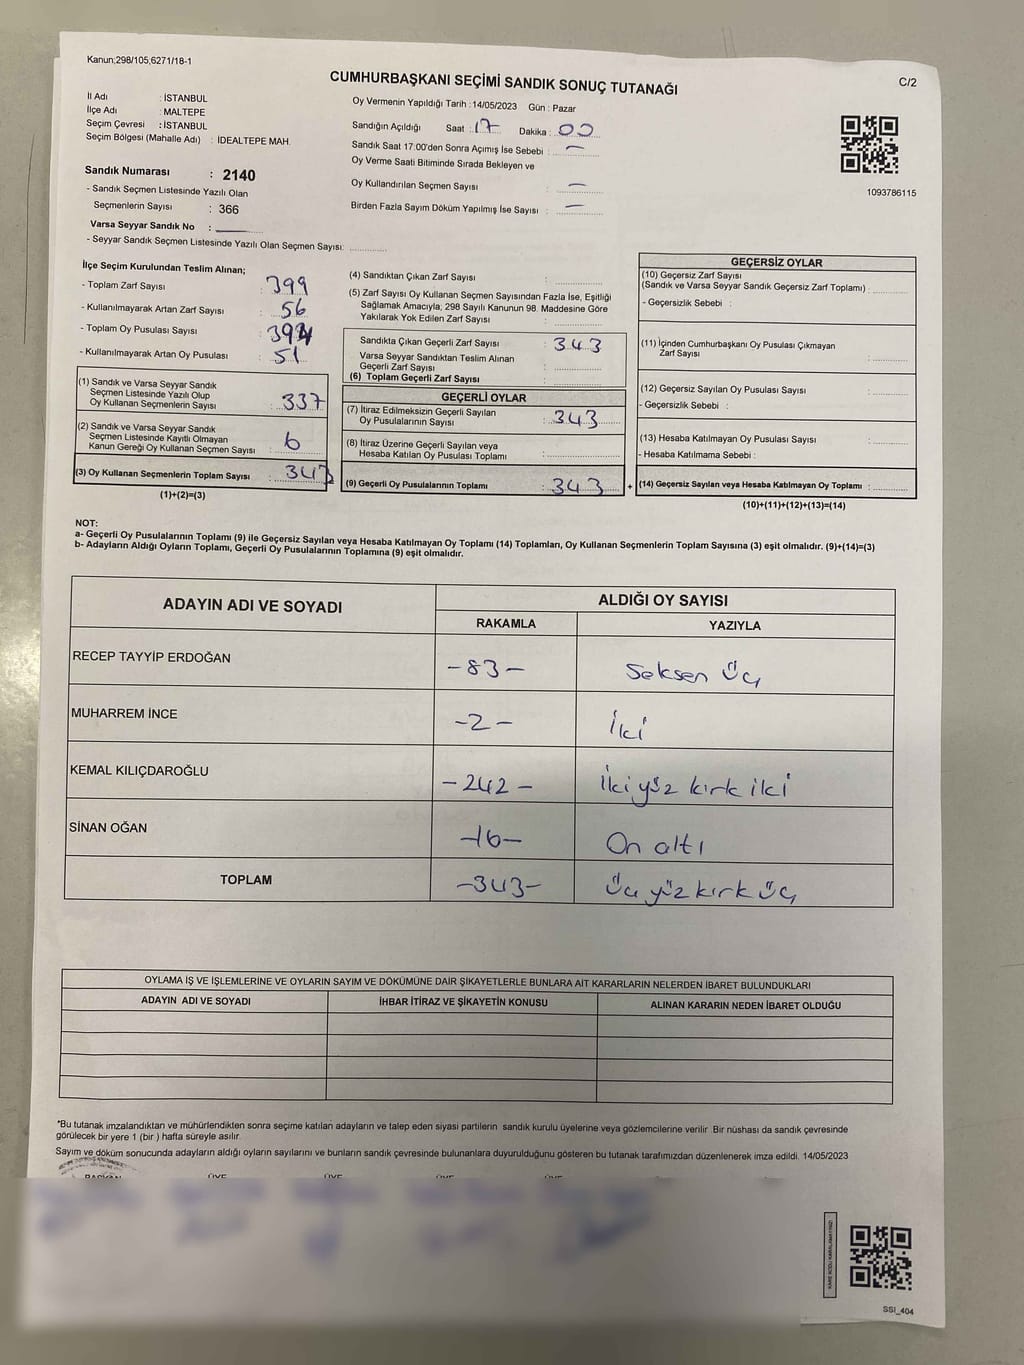 Kanun;298/105,6271/18-1
C/2
CUMHURBAŞKANI SEÇİMİ SANDIK SONUÇ TUTANAĞI
İl Adı : İSTANBUL
İlçe Adı : MALTEPE
Seçim Çevresi : İSTANBUL
Seçim Bölgesi (Mahalle Adı) : İDEALTEPE MAH.
Sandık Numarası : 2140
- Sandık Seçmen Listesinde Yazılı Olan
Seçmenlerin Sayısı : 366
Varsa Seyyar Sandık No :
- Seyyar Sandık Seçmen Listesinde Yazılı Olan Seçmen Sayısı:
Oy Vermenin Yapıldığı Tarih : 14/05/2023 Gün : Pazar
Sandığın Açıldığı Saat 17 Dakika : 00
Sandık Saat 17:00'den Sonra Açımış İse Sebebi : —
Oy Verme Saati Bitiminde Sırada Bekleyen ve
Oy Kullandırılan Seçmen Sayısı : —
Birden Fazla Sayım Döküm Yapılmış İse Sayısı : —
1093786115
İlçe Seçim Kurulundan Teslim Alınan;
- Toplam Zarf Sayısı : 399
- Kullanılmayarak Artan Zarf Sayısı : 56
- Toplam Oy Pusulası Sayısı : 394
- Kullanılmayarak Artan Oy Pusulası : 51
(1) Sandık ve Varsa Seyyar Sandık
Seçmen Listesinde Yazılı Olup
Oy Kullanan Seçmenlerin Sayısı : 337
(2) Sandık ve Varsa Seyyar Sandık
Seçmen Listesinde Kayıtlı Olmayan
Kanun Gereği Oy Kullanan Seçmen Sayısı : 6
(3) Oy Kullanan Seçmenlerin Toplam Sayısı : 343
(1)+(2)=(3)
(4) Sandıktan Çıkan Zarf Sayısı :
(5) Zarf Sayısı Oy Kullanan Seçmen Sayısından Fazla İse, Eşitliği
Sağlamak Amacıyla, 298 Sayılı Kanunun 98. Maddesine Göre
Yakılarak Yok Edilen Zarf Sayısı :
Sandıkta Çıkan Geçerli Zarf Sayısı : 343
Varsa Seyyar Sandıktan Teslim Alınan
Geçerli Zarf Sayısı :
(6) Toplam Geçerli Zarf Sayısı :
GEÇERLİ OYLAR
(7) İtiraz Edilmeksizin Geçerli Sayılan
Oy Pusulalarının Sayısı : 343
(8) İtiraz Üzerine Geçerli Sayılan veya
Hesaba Katılan Oy Pusulası Toplamı :
(9) Geçerli Oy Pusulalarının Toplamı : 343 +
GEÇERSİZ OYLAR
(10) Geçersiz Zarf Sayısı
(Sandık ve Varsa Seyyar Sandık Geçersiz Zarf Toplamı) :
- Geçersizlik Sebebi :
(11) İçinden Cumhurbaşkanı Oy Pusulası Çıkmayan
Zarf Sayısı :
(12) Geçersiz Sayılan Oy Pusulası Sayısı :
- Geçersizlik Sebebi :
(13) Hesaba Katılmayan Oy Pusulası Sayısı :
- Hesaba Katılmama Sebebi :
(14) Geçersiz Sayılan veya Hesaba Katılmayan Oy Toplamı :
(10)+(11)+(12)+(13)=(14)
NOT:
a- Geçerli Oy Pusulalarının Toplamı (9) ile Geçersiz Sayılan veya Hesaba Katılmayan Oy Toplamı (14) Toplamları, Oy Kullanan Seçmenlerin Toplam Sayısına (3) eşit olmalıdır. (9)+(14)=(3)
b- Adayların Aldığı Oyların Toplamı, Geçerli Oy Pusulalarının Toplamına (9) eşit olmalıdır.
ADAYIN ADI VE SOYADI
ALDIĞI OY SAYISI
RAKAMLA YAZIYLA
RECEP TAYYİP ERDOĞAN -83- Seksen üç
MUHARREM İNCE -2- İki
KEMAL KILIÇDAROĞLU -242- İki yüz kırk iki
SİNAN OĞAN -16- On altı
TOPLAM -343- Üç yüz kırk üç
OYLAMA İŞ VE İŞLEMLERİNE VE OYLARIN SAYIM VE DÖKÜMÜNE DAİR ŞİKAYETLERLE BUNLARA AİT KARARLARIN NELERDEN İBARET BULUNDUKLARI
ADAYIN ADI VE SOYADI İHBAR İTİRAZ VE ŞİKAYETİN KONUSU ALINAN KARARIN NEDEN İBARET OLDUĞU
*Bu tutanak imzalandıktan ve mühürlendikten sonra seçime katılan adayların ve talep eden siyasi partilerin sandık kurulu üyelerine veya gözlemcilerine verilir. Bir nüshası da sandık çevresinde
görülecek bir yere 1 (bir) hafta süreyle asılır.
Sayım ve döküm sonucunda adayların aldığı oyların sayılarını ve bunların sandık çevresinde bulunanlara duyurulduğunu gösteren bu tutanak tarafımızdan düzenlenerek imza edildi. 14/05/2023
BAŞKAN ÜYE ÜYE ÜYE ÜYE
KARE KODU KARALAMAYINIZ!
SSI_404